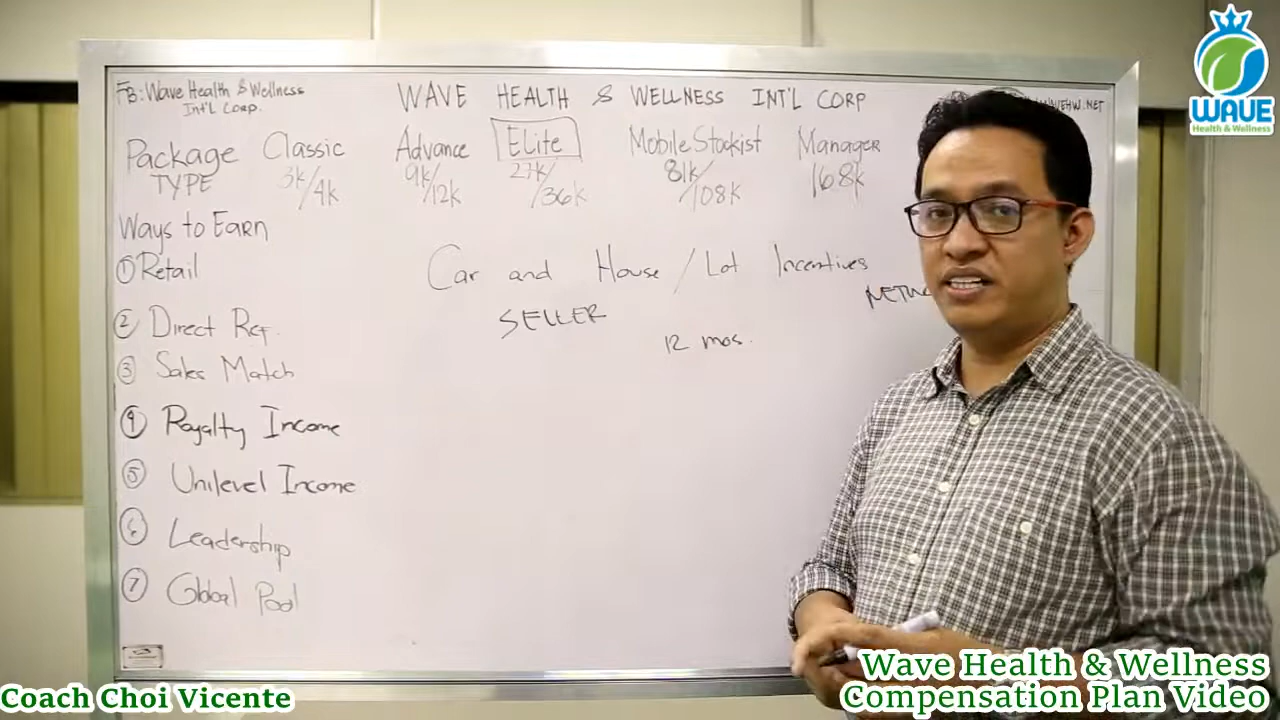 FB: Wave Health & Wellness
Int'l Corp.
WAVE HEALTH & WELLNESS INT'L CORP
WAVEHW.NET
Package TYPE
Classic 3k/4k
Advance 9k/12k
Elite 27k/36k
Mobile Stockist 81k/108k
Manager 168k
Ways to Earn
① Retail
Car and House / Lot Incentives
SELLER
12 mos.
② Direct Ref.
③ Sales Match
④ Royalty Income
⑤ Unilevel Income
⑥ Leadership
⑦ Global Pool
WAVE
Health & Wellness
Coach Choi Vicente
Wave Health & Wellness
Compensation Plan Video